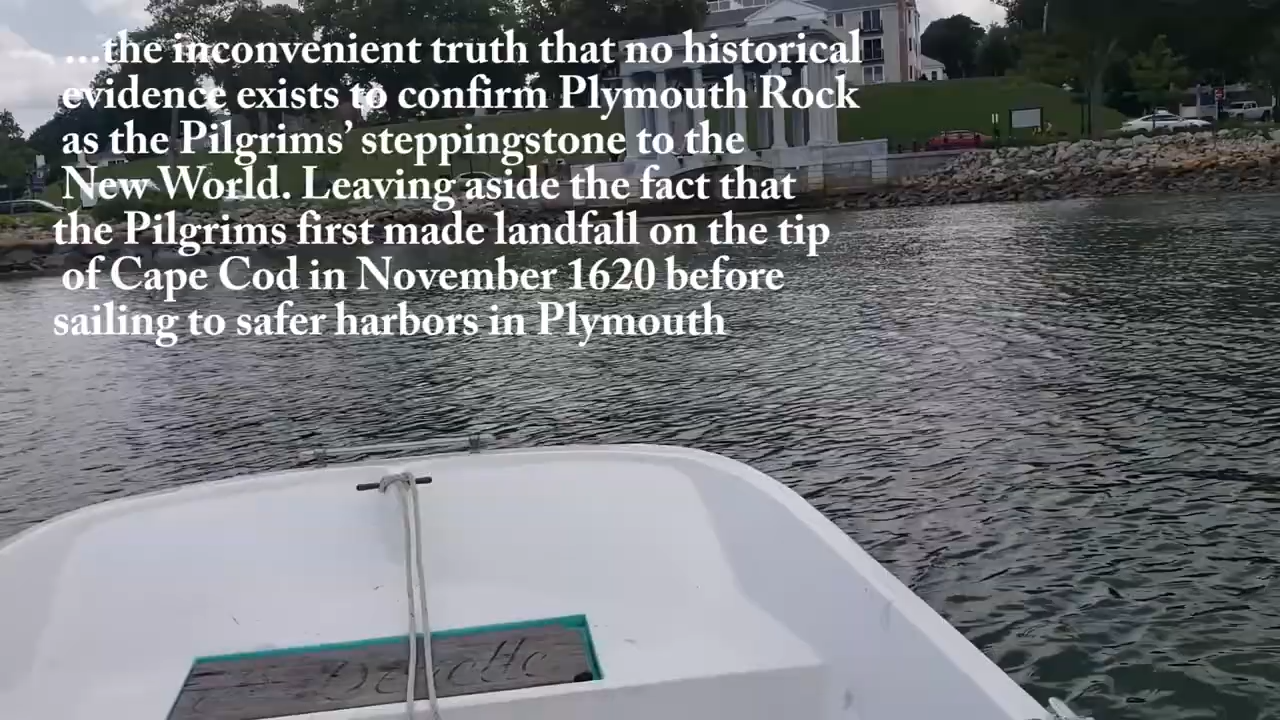 ...the inconvenient truth that no historical
evidence exists to confirm Plymouth Rock
as the Pilgrims’ steppingstone to the
New World. Leaving aside the fact that
the Pilgrims first made landfall on the tip
of Cape Cod in November 1620 before
sailing to safer harbors in Plymouth